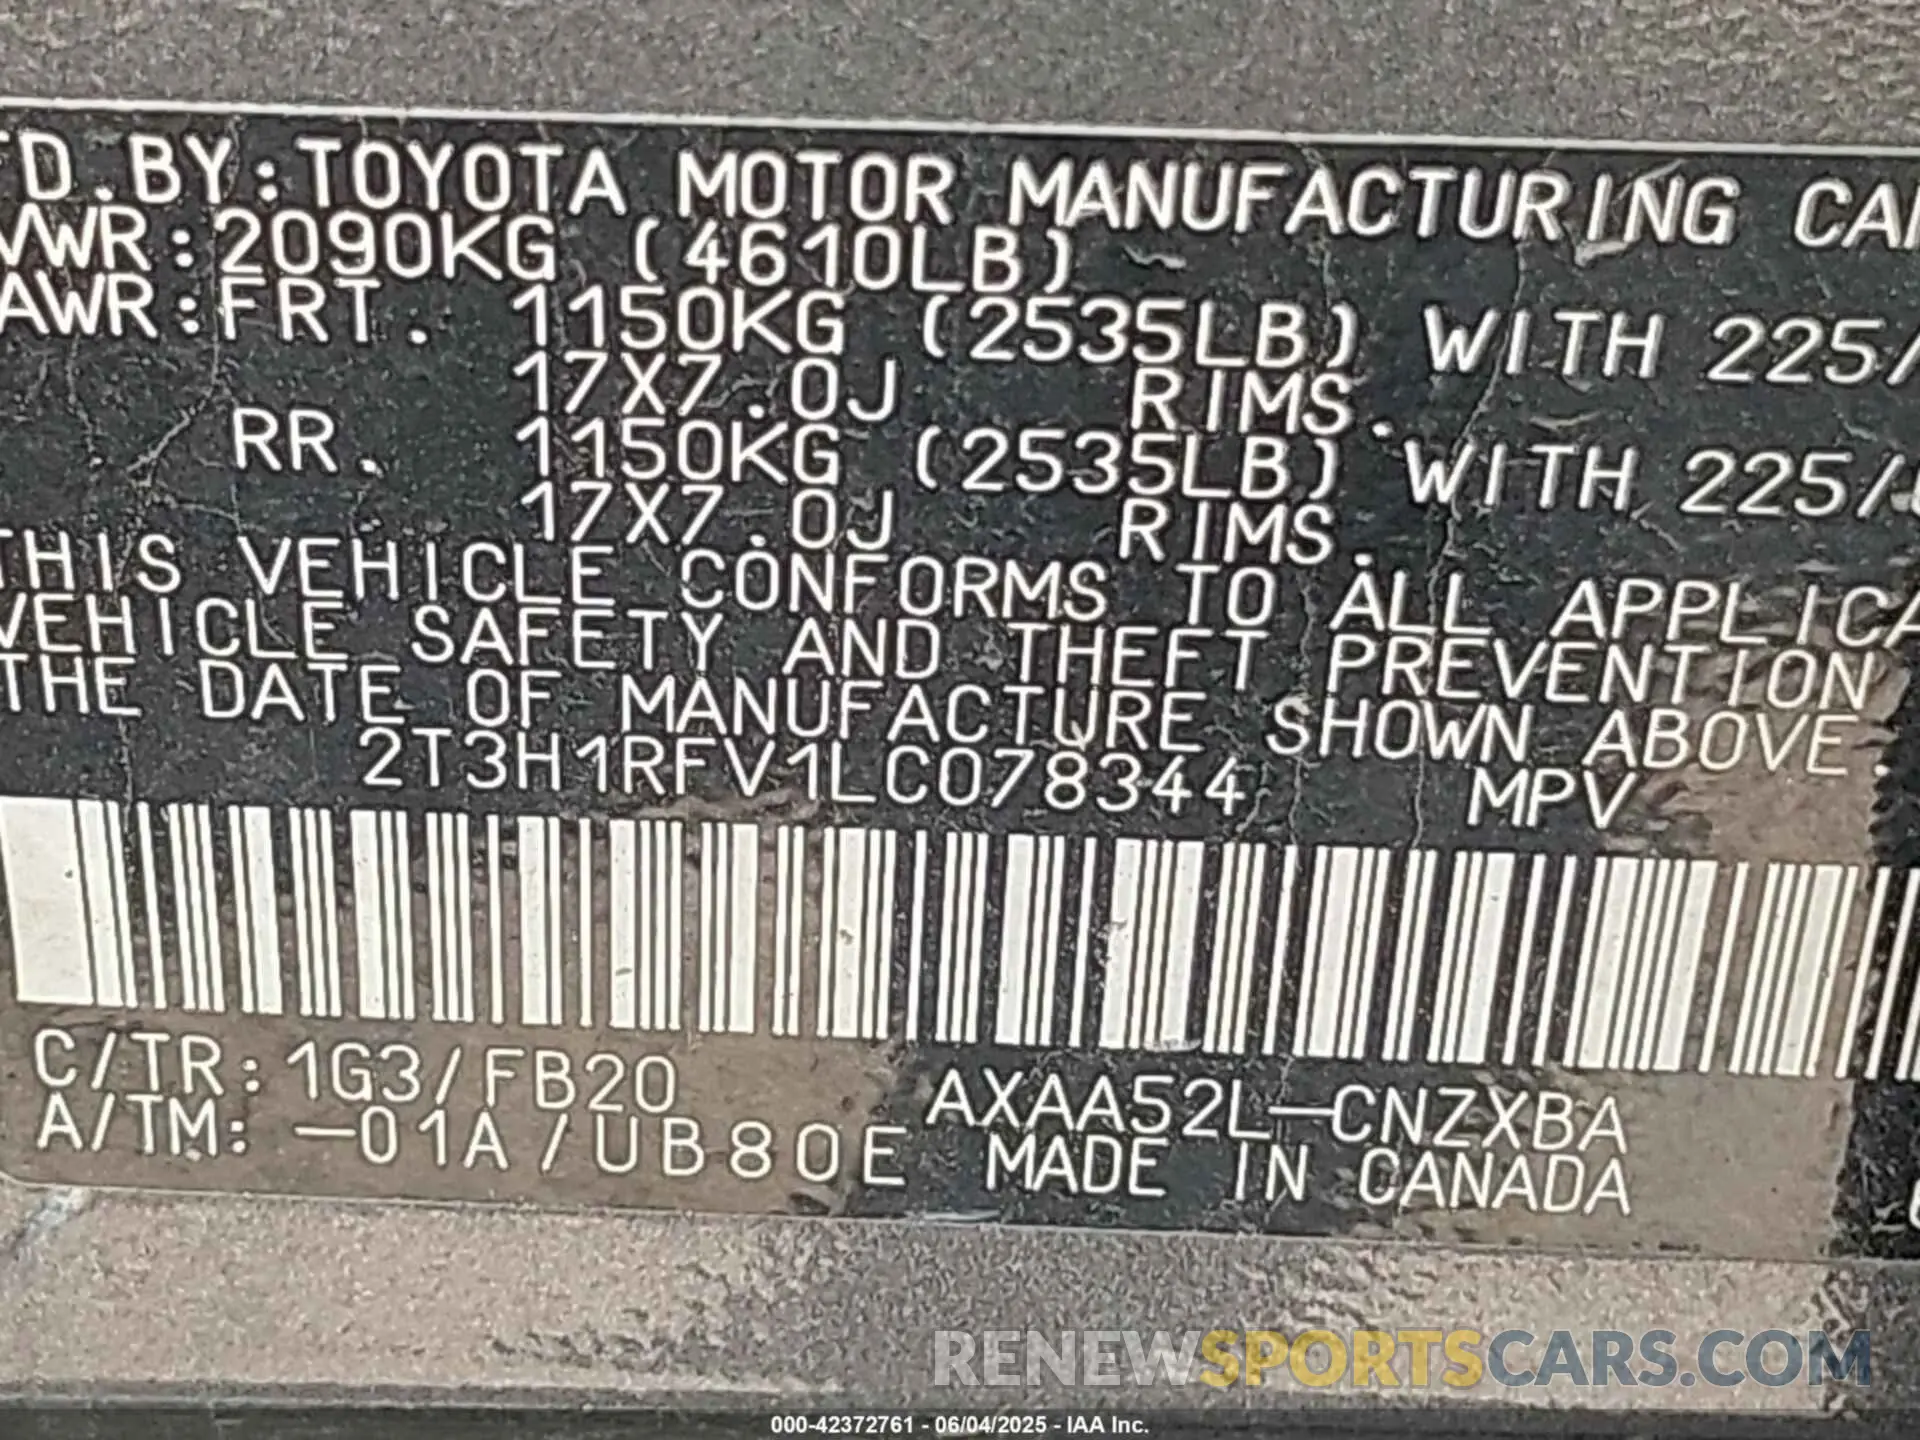 FD.BY:TOYOTA MOTOR MANUFACTURING CAN
VWR:2090KG (4610LB)
AWR:FRT. 1150KG (2535LB) WITH 225/
17X7.0J RIMS.
RR. 1150KG (2535LB) WITH 225/
17X7.0J RIMS.
THIS VEHICLE CONFORMS TO ALL APPLICA
VEHICLE SAFETY AND THEFT PREVENTION
THE DATE OF MANUFACTURE SHOWN ABOVE.
2T3H1RFV1LC078344 MPV
C/TR:1G3/FB20 AXAA52L-CNZXBA
A/TM:-01A/UB80E MADE IN CANADA
RENEWSPORTSCARS.COM
000-42372761 - 06/04/2025 - IAA Inc.